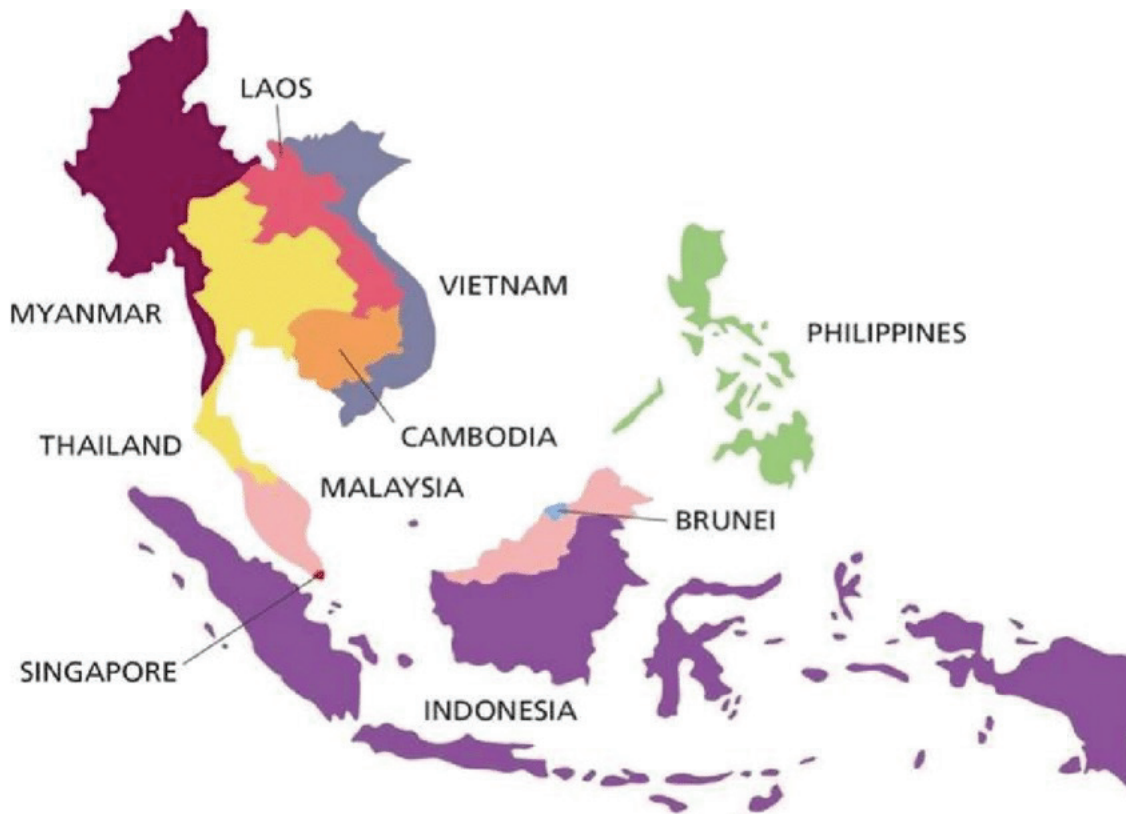 LAOS
VIETNAM
MYANMAR
PHILIPPINES
CAMBODIA
THAILAND
MALAYSIA
BRUNEI
SINGAPORE
INDONESIA